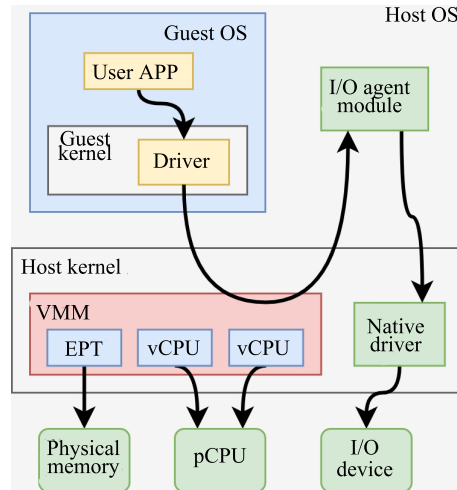 Host OS
Guest OS
User APP
I/O agent
module
Guest
kernel
Driver
Host kernel
VMM
EPT
vCPU
vCPU
Native
driver
Physical
memory
pCPU
I/O
device